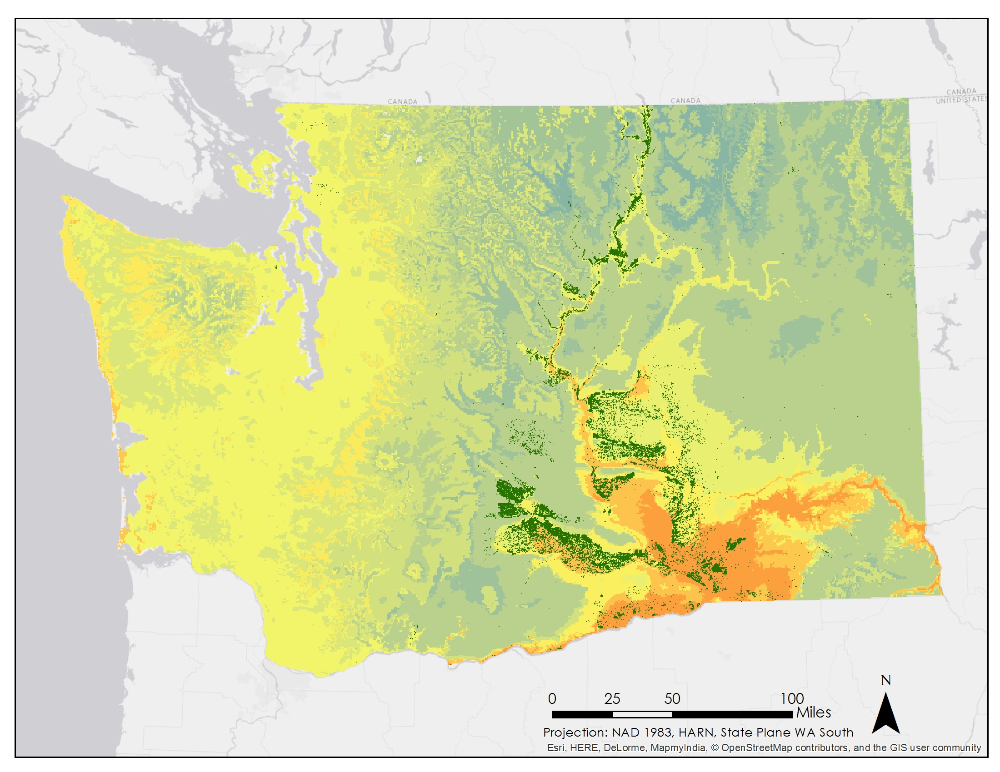 CANADA
CANADA
CANADA
UNITED STATES
N
0 25 50 100
Miles
Projection: NAD 1983, HARN, State Plane WA South
Esri, HERE, DeLorme, MapmyIndia, © OpenStreetMap contributors, and the GIS user community